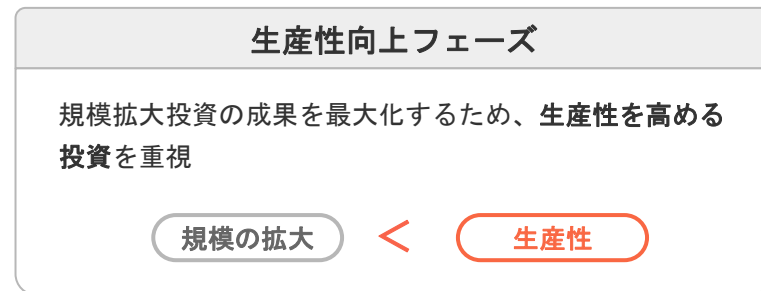 生産性向上フェーズ
規模拡大投資の成果を最大化するため、生産性を高める
投資を重視
規模の拡大 < 生産性